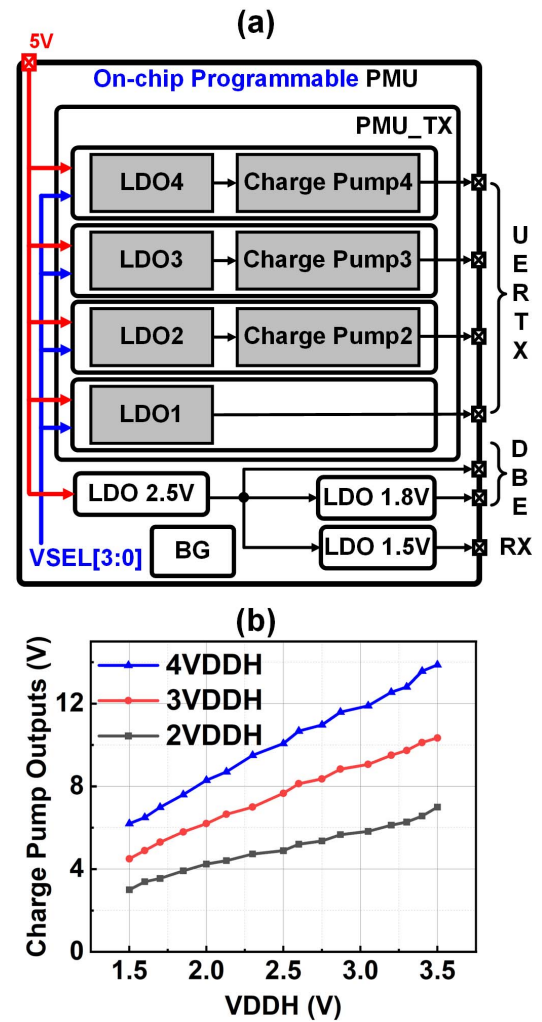 (a)
5V
On-chip Programmable PMU
PMU_TX
LDO4
Charge Pump4
LDO3
Charge Pump3
LDO2
Charge Pump2
LDO1
UERTX
LDO 2.5V
LDO 1.8V
DBE
VSEL[3:0]
BG
LDO 1.5V
RX
(b)
Charge Pump Outputs (V)
4VDDH
3VDDH
2VDDH
12
8
4
0
1.5 2.0 2.5 3.0 3.5
VDDH (V)